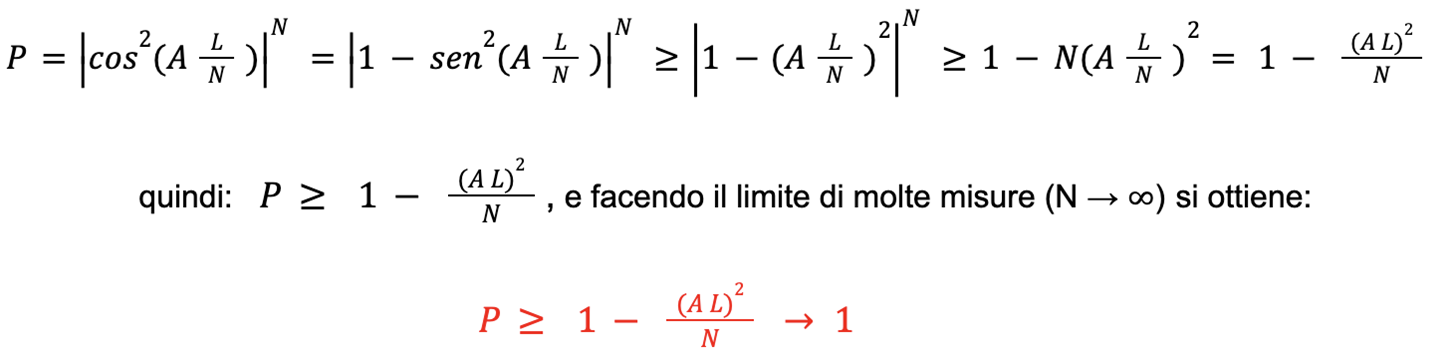 P = |cos²(A L/N )|^N = |1 − sen²(A L/N )|^N ≥ |1 − (A L/N )²|^N ≥ 1 − N(A L/N )² = 1 − (A L)²/N
quindi: P ≥ 1 − (A L)²/N , e facendo il limite di molte misure (N → ∞) si ottiene:
P ≥ 1 − (A L)²/N → 1